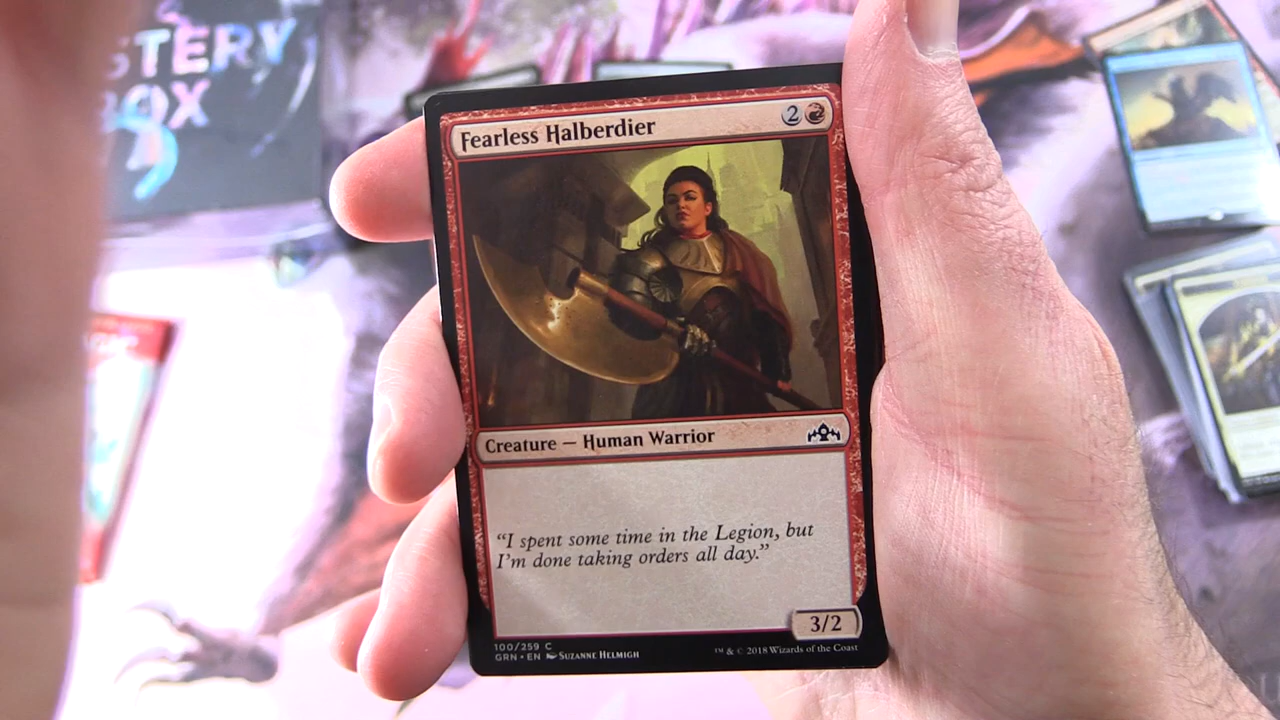 STERY
BOX
Fearless Halberdier
2
Creature — Human Warrior
“I spent some time in the Legion, but
I'm done taking orders all day.”
3/2
100/259 C
GRN • EN Suzanne Helmigh
™ & © 2018 Wizards of the Coast